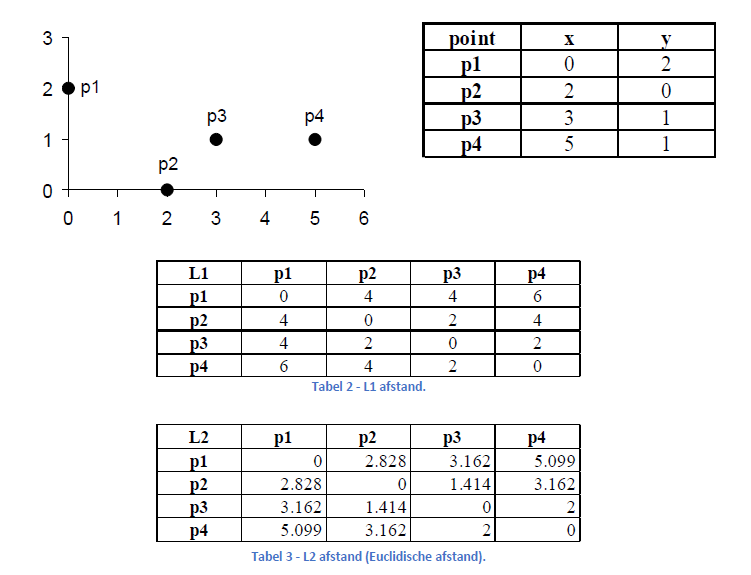 3
2 p1
p3 p4
1
p2
0
0 1 2 3 4 5 6
point x y
p1 0 2
p2 2 0
p3 3 1
p4 5 1
L1 p1 p2 p3 p4
p1 0 4 4 6
p2 4 0 2 4
p3 4 2 0 2
p4 6 4 2 0
Tabel 2 - L1 afstand.
L2 p1 p2 p3 p4
p1 0 2.828 3.162 5.099
p2 2.828 0 1.414 3.162
p3 3.162 1.414 0 2
p4 5.099 3.162 2 0
Tabel 3 - L2 afstand (Euclidische afstand).